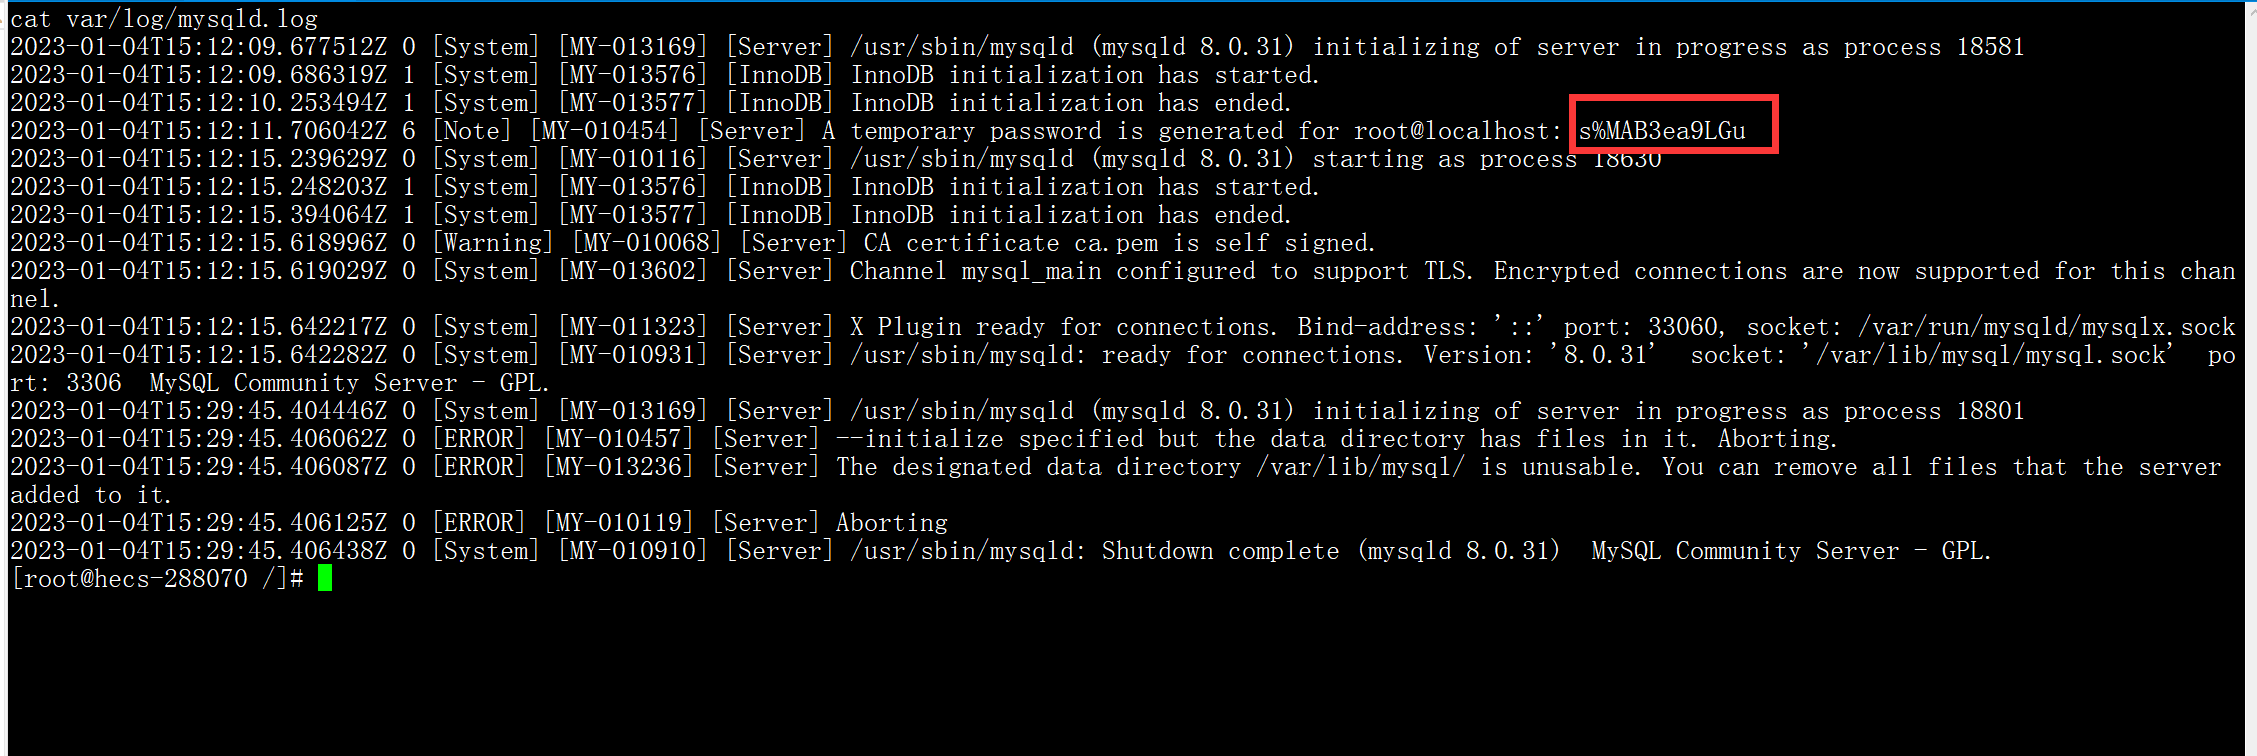 cat var/log/mysqld.log
2023-01-04T15:12:09.677512Z 0 [System] [MY-013169] [Server] /usr/sbin/mysqld (mysqld 8.0.31) initializing of server in progress as process 18581
2023-01-04T15:12:09.686319Z 1 [System] [MY-013576] [InnoDB] InnoDB initialization has started.
2023-01-04T15:12:10.253494Z 1 [System] [MY-013577] [InnoDB] InnoDB initialization has ended.
2023-01-04T15:12:11.706042Z 6 [Note] [MY-010454] [Server] A temporary password is generated for root@localhost: s%MAB3ea9LGu
2023-01-04T15:12:15.239629Z 0 [System] [MY-010116] [Server] /usr/sbin/mysqld (mysqld 8.0.31) starting as process 18630
2023-01-04T15:12:15.248203Z 1 [System] [MY-013576] [InnoDB] InnoDB initialization has started.
2023-01-04T15:12:15.394064Z 1 [System] [MY-013577] [InnoDB] InnoDB initialization has ended.
2023-01-04T15:12:15.618996Z 0 [Warning] [MY-010068] [Server] CA certificate ca.pem is self signed.
2023-01-04T15:12:15.619029Z 0 [System] [MY-013602] [Server] Channel mysql_main configured to support TLS. Encrypted connections are now supported for this chan
nel.
2023-01-04T15:12:15.642217Z 0 [System] [MY-011323] [Server] X Plugin ready for connections. Bind-address: '::' port: 33060, socket: /var/run/mysqld/mysqlx.sock
2023-01-04T15:12:15.642282Z 0 [System] [MY-010931] [Server] /usr/sbin/mysqld: ready for connections. Version: '8.0.31'  socket: '/var/lib/mysql/mysql.sock'  po
rt: 3306  MySQL Community Server - GPL.
2023-01-04T15:29:45.404446Z 0 [System] [MY-013169] [Server] /usr/sbin/mysqld (mysqld 8.0.31) initializing of server in progress as process 18801
2023-01-04T15:29:45.406062Z 0 [ERROR] [MY-010457] [Server] --initialize specified but the data directory has files in it. Aborting.
2023-01-04T15:29:45.406087Z 0 [ERROR] [MY-013236] [Server] The designated data directory /var/lib/mysql/ is unusable. You can remove all files that the server
added to it.
2023-01-04T15:29:45.406125Z 0 [ERROR] [MY-010119] [Server] Aborting
2023-01-04T15:29:45.406438Z 0 [System] [MY-010910] [Server] /usr/sbin/mysqld: Shutdown complete (mysqld 8.0.31)  MySQL Community Server - GPL.
[root@hecs-288070 /]#